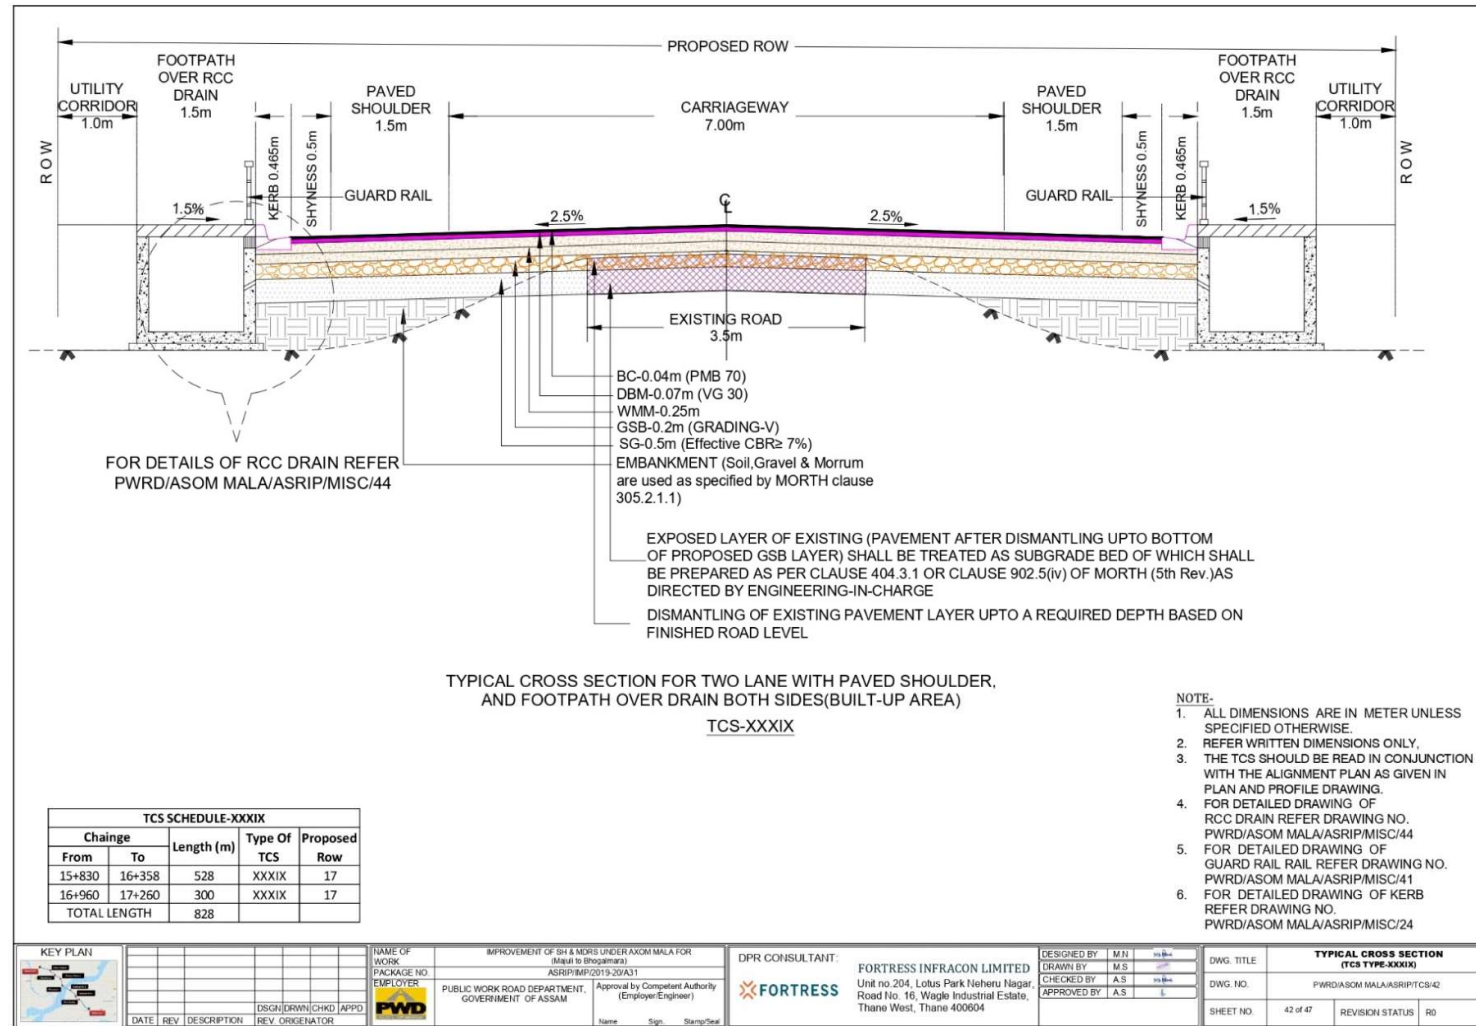 PROPOSED ROW
FOOTPATH
OVER RCC
DRAIN
1.5m
UTILITY
CORRIDOR
1.0m
PAVED
SHOULDER
1.5m
CARRIAGEWAY
7.00m
PAVED
SHOULDER
1.5m
FOOTPATH
OVER RCC
DRAIN
1.5m
UTILITY
CORRIDOR
1.0m
ROW
KERB 0.465m
SHYNESS 0.5m
GUARD RAIL
1.5%
2.5%
CL
2.5%
GUARD RAIL
SHYNESS 0.5m
KERB 0.465m
1.5%
ROW
EXISTING ROAD
3.5m
BC-0.04m (PMB 70)
DBM-0.07m (VG 30)
WMM-0.25m
GSB-0.2m (GRADING-V)
SG-0.5m (Effective CBR≥ 7%)
EMBANKMENT (Soil,Gravel & Morrum
are used as specified by MORTH clause
305.2.1.1)
FOR DETAILS OF RCC DRAIN REFER
PWRD/ASOM MALA/ASRIP/MISC/44
EXPOSED LAYER OF EXISTING (PAVEMENT AFTER DISMANTLING UPTO BOTTOM
OF PROPOSED GSB LAYER) SHALL BE TREATED AS SUBGRADE BED OF WHICH SHALL
BE PREPARED AS PER CLAUSE 404.3.1 OR CLAUSE 902.5(iv) OF MORTH (5th Rev.)AS
DIRECTED BY ENGINEERING-IN-CHARGE
DISMANTLING OF EXISTING PAVEMENT LAYER UPTO A REQUIRED DEPTH BASED ON
FINISHED ROAD LEVEL
TYPICAL CROSS SECTION FOR TWO LANE WITH PAVED SHOULDER,
AND FOOTPATH OVER DRAIN BOTH SIDES(BUILT-UP AREA)
TCS-XXXIX
NOTE-
1. ALL DIMENSIONS ARE IN METER UNLESS
SPECIFIED OTHERWISE.
2. REFER WRITTEN DIMENSIONS ONLY,
3. THE TCS SHOULD BE READ IN CONJUNCTION
WITH THE ALIGNMENT PLAN AS GIVEN IN
PLAN AND PROFILE DRAWING.
4. FOR DETAILED DRAWING OF
RCC DRAIN REFER DRAWING NO.
PWRD/ASOM MALA/ASRIP/MISC/44
5. FOR DETAILED DRAWING OF
GUARD RAIL RAIL REFER DRAWING NO.
PWRD/ASOM MALA/ASRIP/MISC/41
6. FOR DETAILED DRAWING OF KERB
REFER DRAWING NO.
PWRD/ASOM MALA/ASRIP/MISC/24
TCS SCHEDULE-XXXIX
Chainge Length (m) Type Of TCS Proposed Row
From To
15+830 16+358 528 XXXIX 17
16+960 17+260 300 XXXIX 17
TOTAL LENGTH 828
KEY PLAN
DSGN DRWN CHKD APPD
DATE REV DESCRIPTION REV. ORIGENATOR
NAME OF
WORK
IMPROVEMENT OF SH & MDRS UNDER AXOM MALA FOR
(Majuli to Bhogaimara)
PACKAGE NO.
ASRIP/IMP/2019-20/A31
EMPLOYER
PWD
PUBLIC WORK ROAD DEPARTMENT,
GOVERNMENT OF ASSAM
Approval by Competent Authority
(Employer/Engineer)
Name Sign. Stamp/Seal
DPR CONSULTANT:
FORTRESS
FORTRESS INFRACON LIMITED
Unit no.204, Lotus Park Neheru Nagar,
Road No. 16, Wagle Industrial Estate,
Thane West, Thane 400604
DESIGNED BY M.N
DRAWN BY M.S
CHECKED BY A.S
APPROVED BY A.S
DWG. TITLE
TYPICAL CROSS SECTION
(TCS TYPE-XXXIX)
DWG. NO.
PWRD/ASOM MALA/ASRIP/TCS/42
SHEET NO.
42 of 47
REVISION STATUS R0